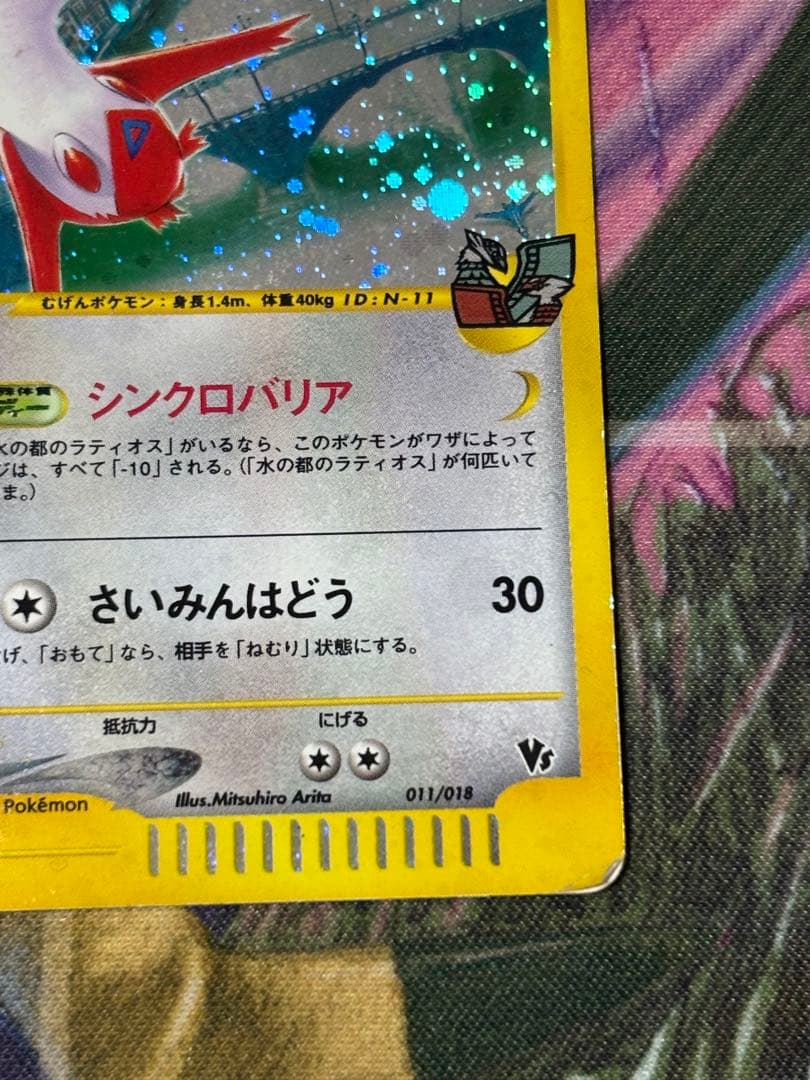 むげんポケモン：身長1.4m、体重40kg ID：N-11
シンクロバリア
水の都のラティオス」がいるなら、このポケモンがワザによって
ジは、すべて「-10」される。（「水の都のラティオス」が何匹いて
ま。）
さいみんはどう 30
げ、「おもて」なら、相手を「ねむり」状態にする。
抵抗力 にげる
Vs
Pokémon Illus.Mitsuhiro Arita 011/018